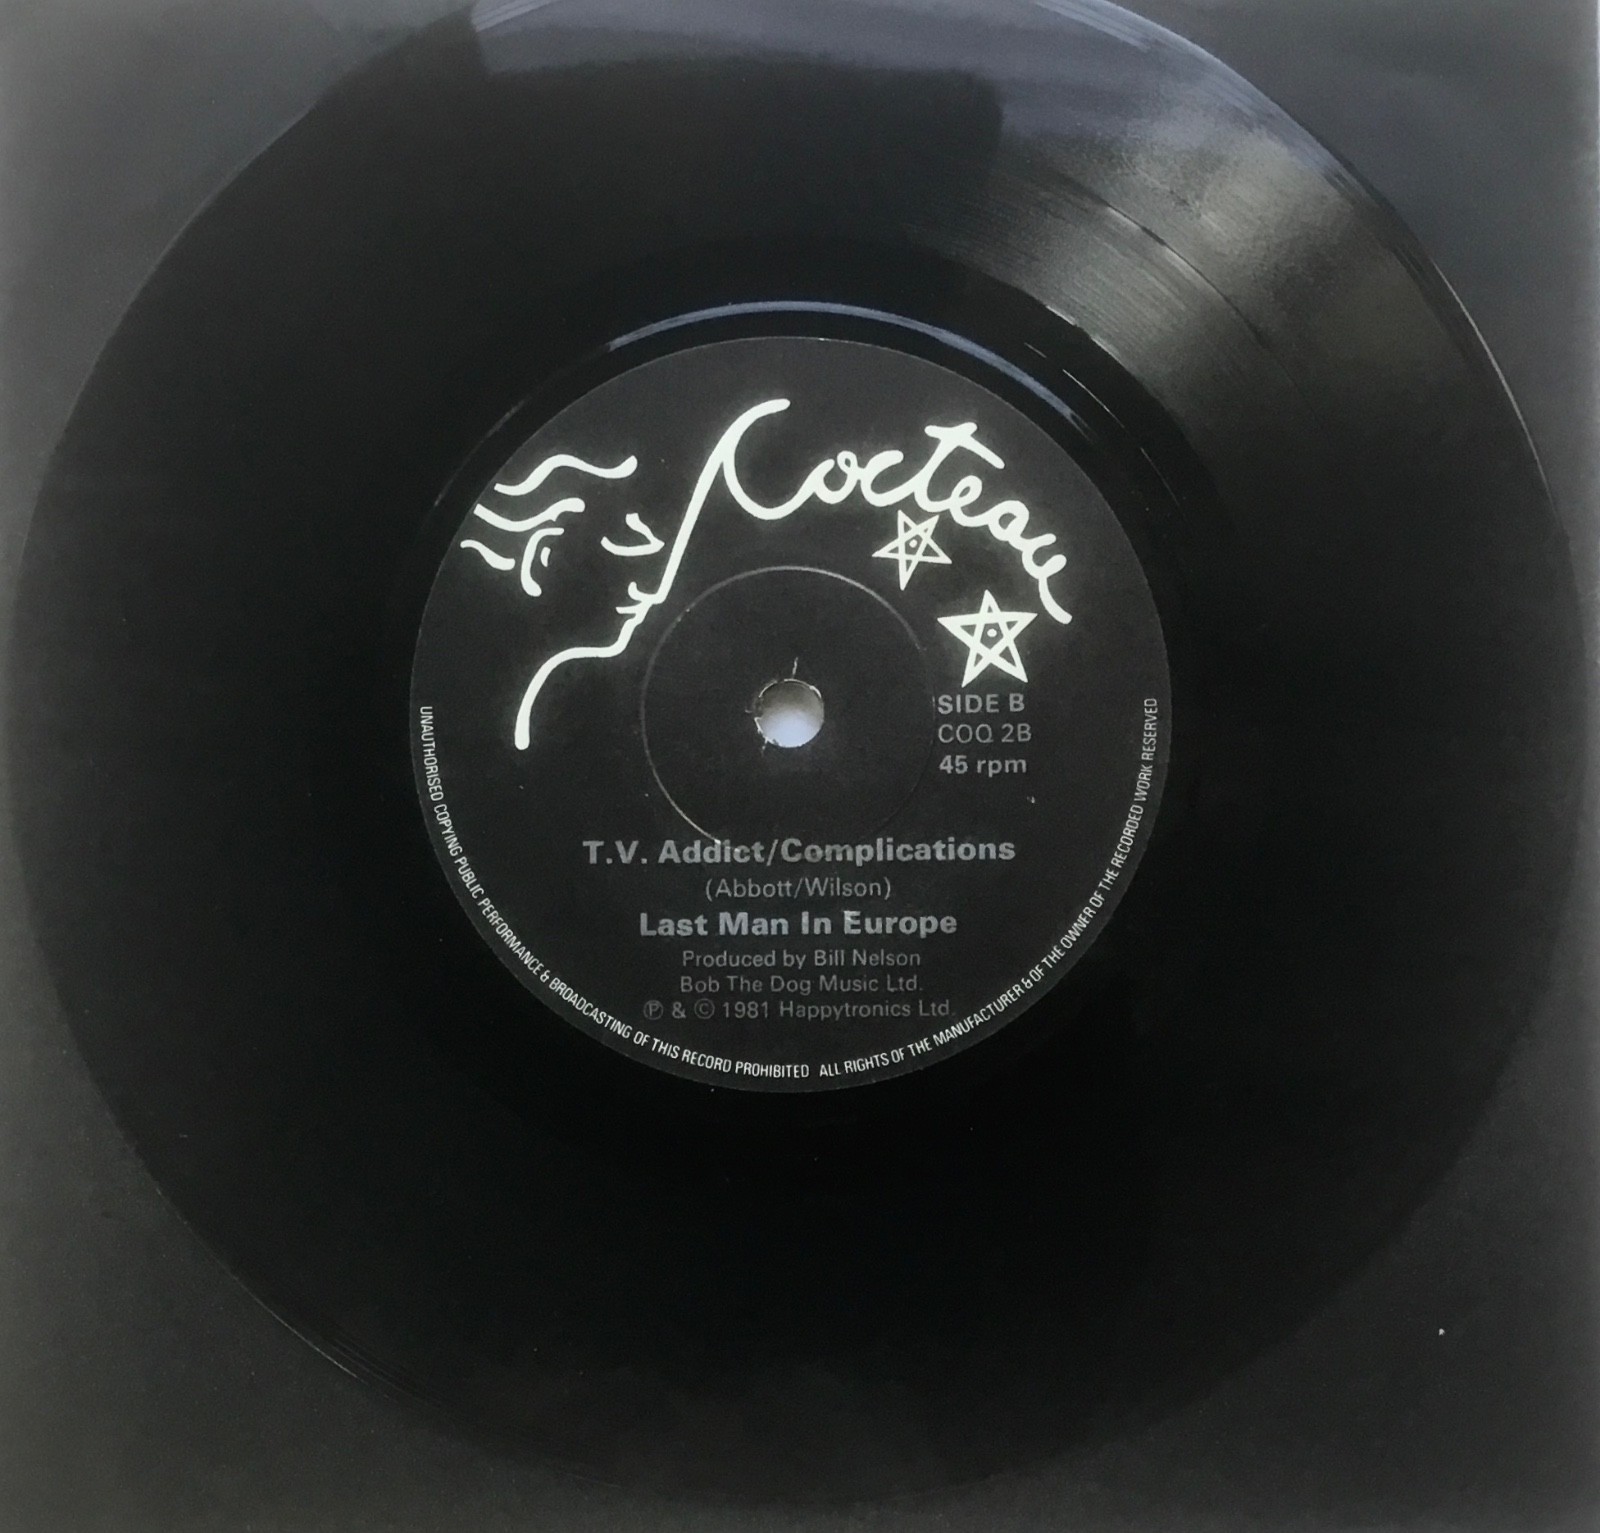 Cocteau
SIDE B
COQ 2B
45 rpm
T.V. Addict/Complications
(Abbott/Wilson)
Last Man In Europe
Produced by Bill Nelson
Bob The Dog Music Ltd.
Ⓟ & © 1981 Happytronics Ltd.
UNAUTHORISED COPYING PUBLIC PERFORMANCE & BROADCASTING OF THIS RECORD PROHIBITED ALL RIGHTS OF THE MANUFACTURER & OF THE OWNER OF THE RECORDED WORK RESERVED